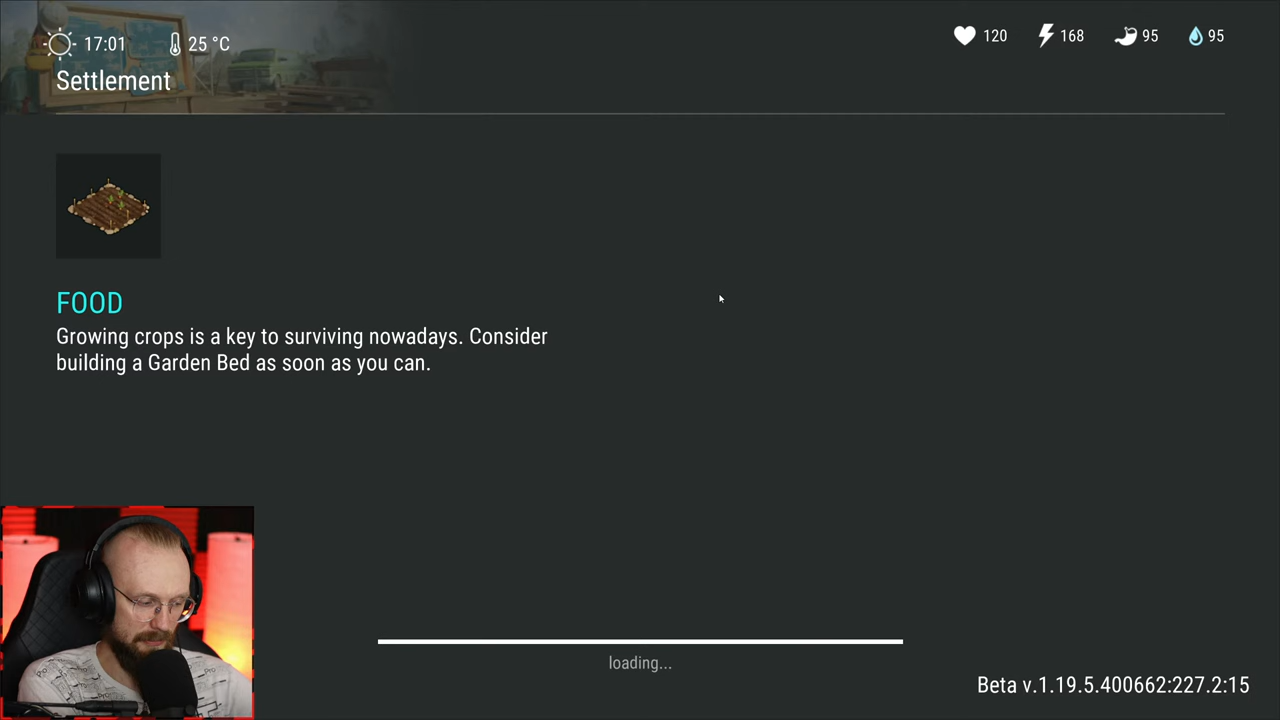 17:01 25 °C 120 168 95 95
Settlement
FOOD
Growing crops is a key to surviving nowadays. Consider
building a Garden Bed as soon as you can.
loading...
Beta v.1.19.5.400662:227.2:15